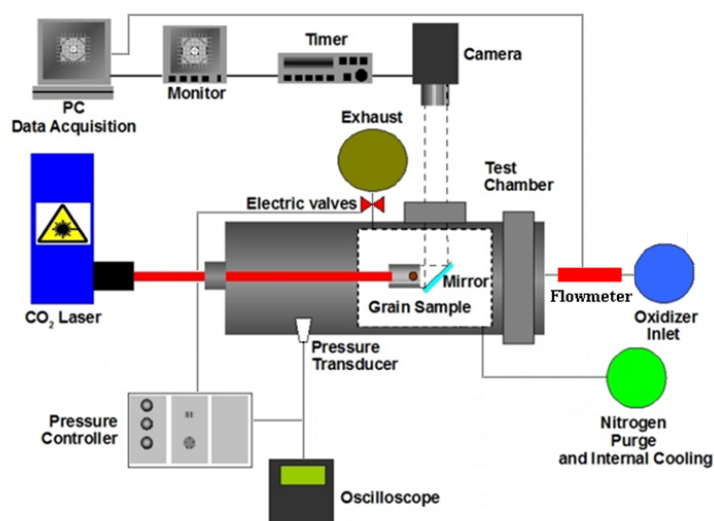 Timer
Camera
Monitor
PC
Data Acquisition
Exhaust
Test
Chamber
Electric valves
Mirror
Grain Sample
Flowmeter
CO₂ Laser
Oxidizer
Inlet
Pressure
Transducer
Pressure
Controller
Nitrogen
Purge
and Internal Cooling
Oscilloscope